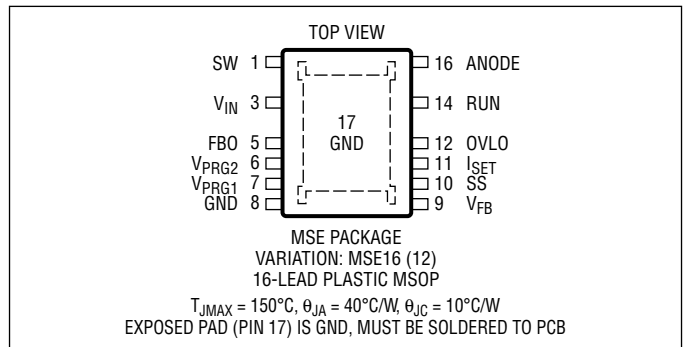 TOP VIEW
SW 1
16 ANODE
VIN 3
14 RUN
17
GND
FBO 5
12 OVLO
VPRG2 6
11 ISET
VPRG1 7
10 SS
GND 8
9 VFB
MSE PACKAGE
VARIATION: MSE16 (12)
16-LEAD PLASTIC MSOP
TJMAX = 150°C, θJA = 40°C/W, θJC = 10°C/W
EXPOSED PAD (PIN 17) IS GND, MUST BE SOLDERED TO PCB